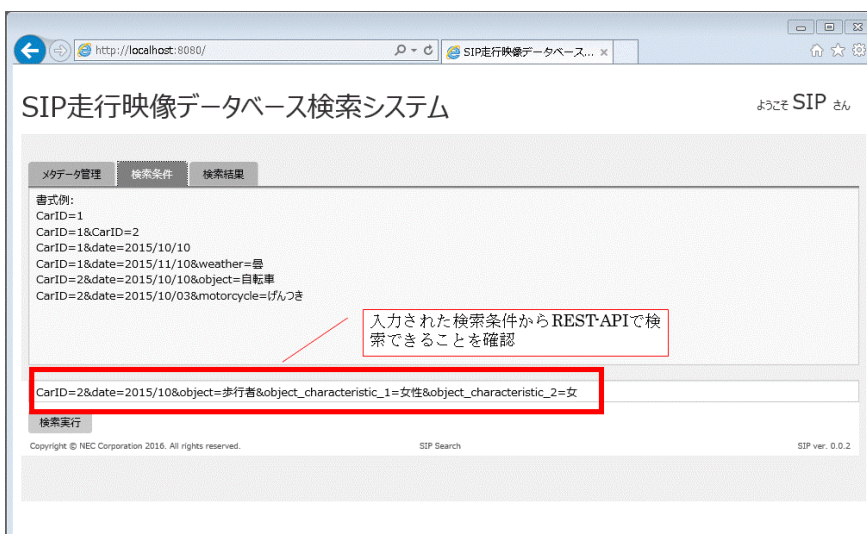 http://localhost:8080/
SIP走行映像データベース... ×
SIP走行映像データベース検索システム
ようこそ SIP さん
メタデータ管理 検索条件 検索結果
書式例:
CarID=1
CarID=1&CarID=2
CarID=1&date=2015/10/10
CarID=1&date=2015/11/10&weather=曇
CarID=2&date=2015/10/10&object=自転車
CarID=2&date=2015/10/03&motorcycle=げんつき
入力された検索条件からREST-APIで検
索できることを確認
CarID=2&date=2015/10&object=歩行者&object_characteristic_1=女性&object_characteristic_2=女
検索実行
Copyright © NEC Corporation 2016. All rights reserved. SIP Search SIP ver. 0.0.2